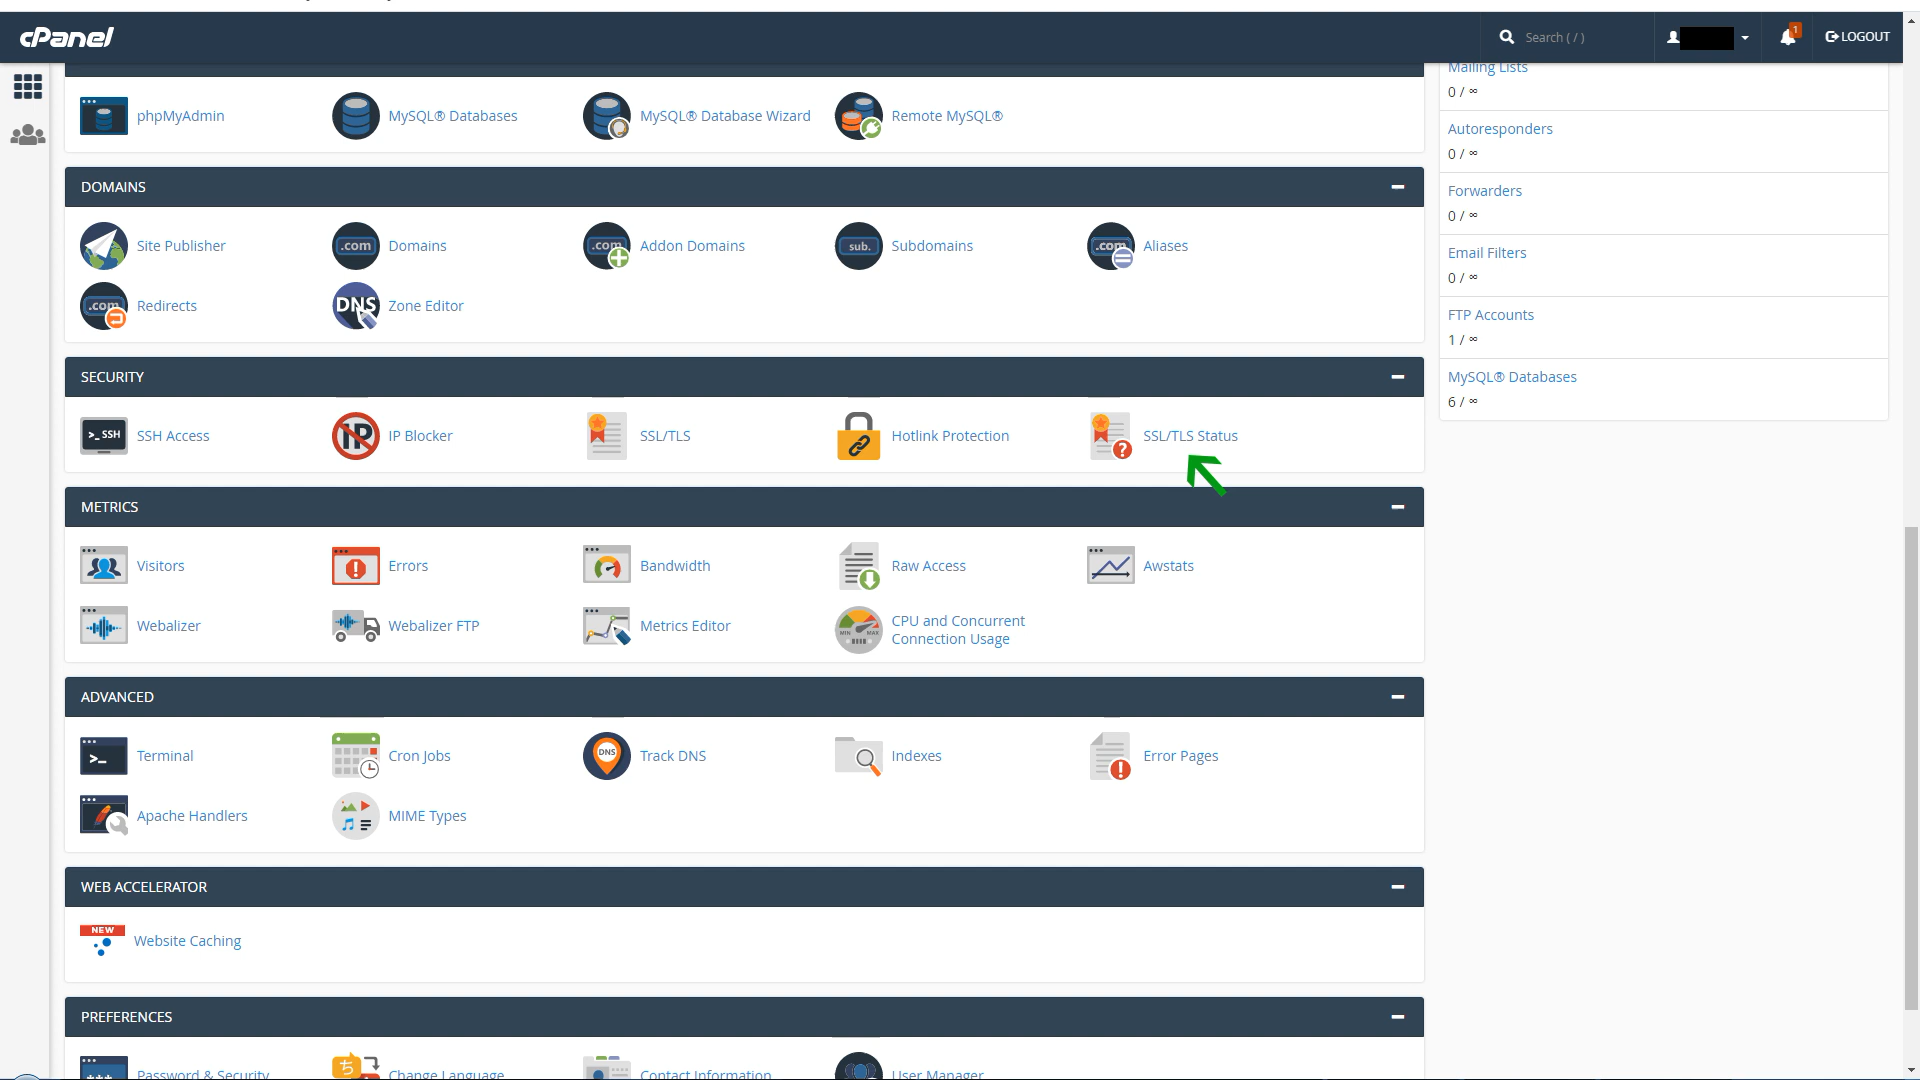 cPanel
Search ( / )
1
LOGOUT
phpMyAdmin
MySQL® Databases
MySQL® Database Wizard
Remote MySQL®
DOMAINS
Site Publisher
.com
Domains
.com
Addon Domains
sub.
Subdomains
.com
Aliases
.com
Redirects
DNS
Zone Editor
SECURITY
>_ SSH
SSH Access
IP
IP Blocker
SSL/TLS
Hotlink Protection
?
SSL/TLS Status
METRICS
Visitors
!
Errors
Bandwidth
Raw Access
Awstats
Webalizer
Webalizer FTP
Metrics Editor
MIN MAX
CPU and Concurrent
Connection Usage
ADVANCED
>_
Terminal
Cron Jobs
DNS
Track DNS
Indexes
!
Error Pages
Apache Handlers
MIME Types
WEB ACCELERATOR
NEW
Website Caching
PREFERENCES
***
Password & Security
ち
Change Language
Contact Information
User Manager
Mailing Lists
0 / ∞
Autoresponders
0 / ∞
Forwarders
0 / ∞
Email Filters
0 / ∞
FTP Accounts
1 / ∞
MySQL® Databases
6 / ∞